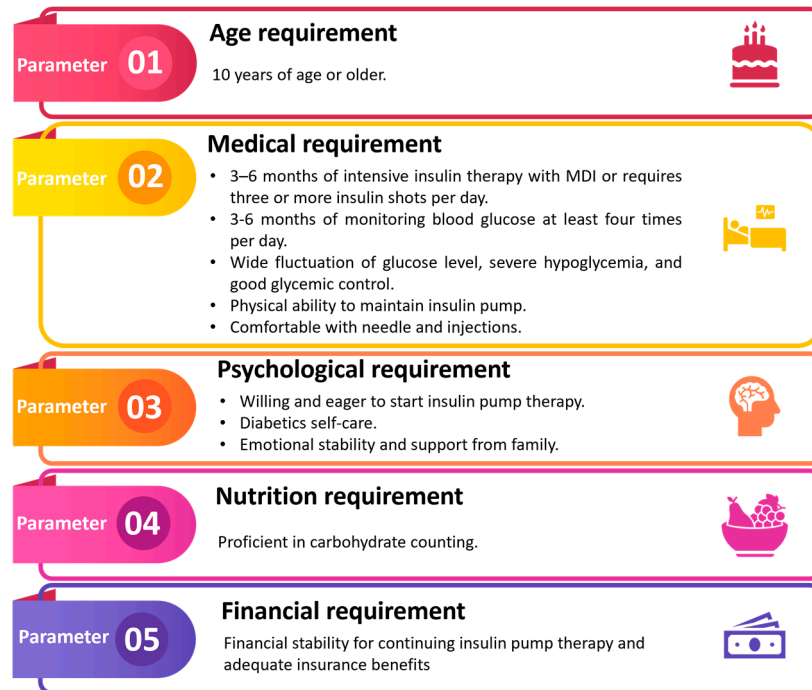 Parameter 01
Age requirement
10 years of age or older.
Parameter 02
Medical requirement
• 3–6 months of intensive insulin therapy with MDI or requires
three or more insulin shots per day.
• 3-6 months of monitoring blood glucose at least four times
per day.
• Wide fluctuation of glucose level, severe hypoglycemia, and
good glycemic control.
• Physical ability to maintain insulin pump.
• Comfortable with needle and injections.
Parameter 03
Psychological requirement
• Willing and eager to start insulin pump therapy.
• Diabetics self-care.
• Emotional stability and support from family.
Parameter 04
Nutrition requirement
Proficient in carbohydrate counting.
Parameter 05
Financial requirement
Financial stability for continuing insulin pump therapy and
adequate insurance benefits